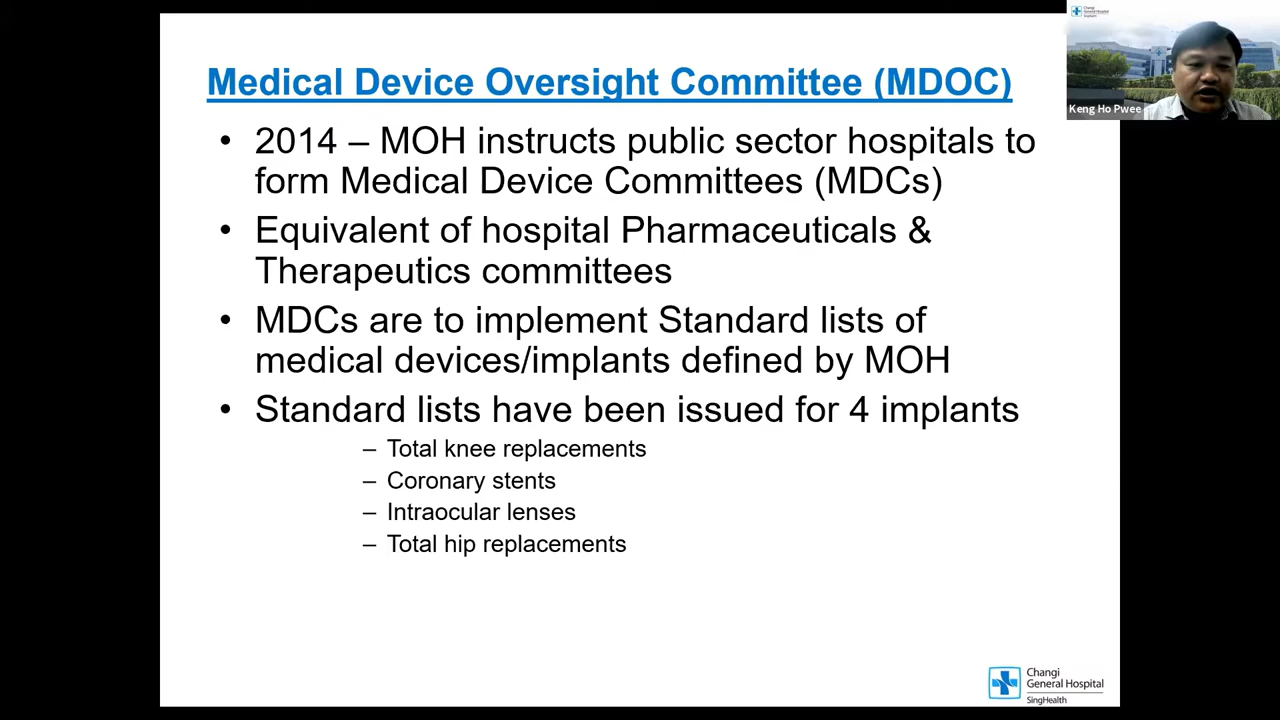 Medical Device Oversight Committee (MDOC)
• 2014 – MOH instructs public sector hospitals to
form Medical Device Committees (MDCs)
• Equivalent of hospital Pharmaceuticals &
Therapeutics committees
• MDCs are to implement Standard lists of
medical devices/implants defined by MOH
• Standard lists have been issued for 4 implants
– Total knee replacements
– Coronary stents
– Intraocular lenses
– Total hip replacements
Changi
General Hospital
SingHealth
Changi
General Hospital
Keng Ho Pwee